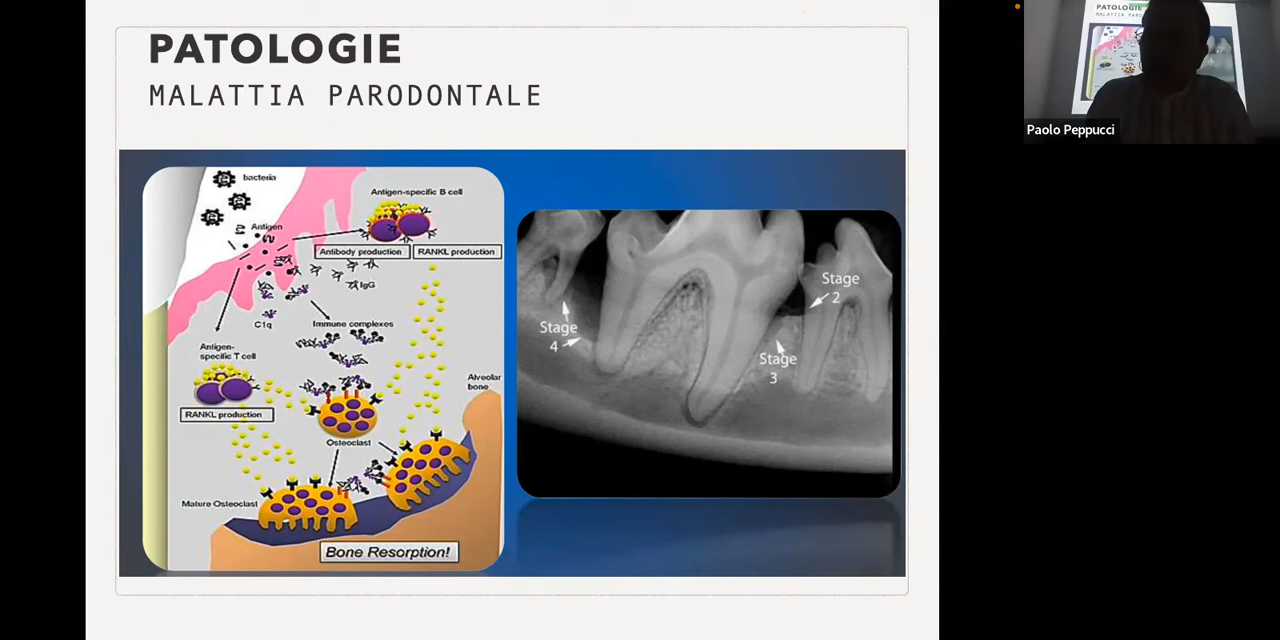 PATOLOGIE
MALATTIA PARODONTALE
bacteria
Antigen
Antigen-specific B cell
Antibody production
RANKL production
IgG
C1q
Immune complexes
Antigen-
specific T cell
RANKL production
Alveolar
bone
Osteoclast
Mature Osteoclast
Bone Resorption!
Stage
4
Stage
2
Stage
3
PATOLOGIE
Paolo Peppucci